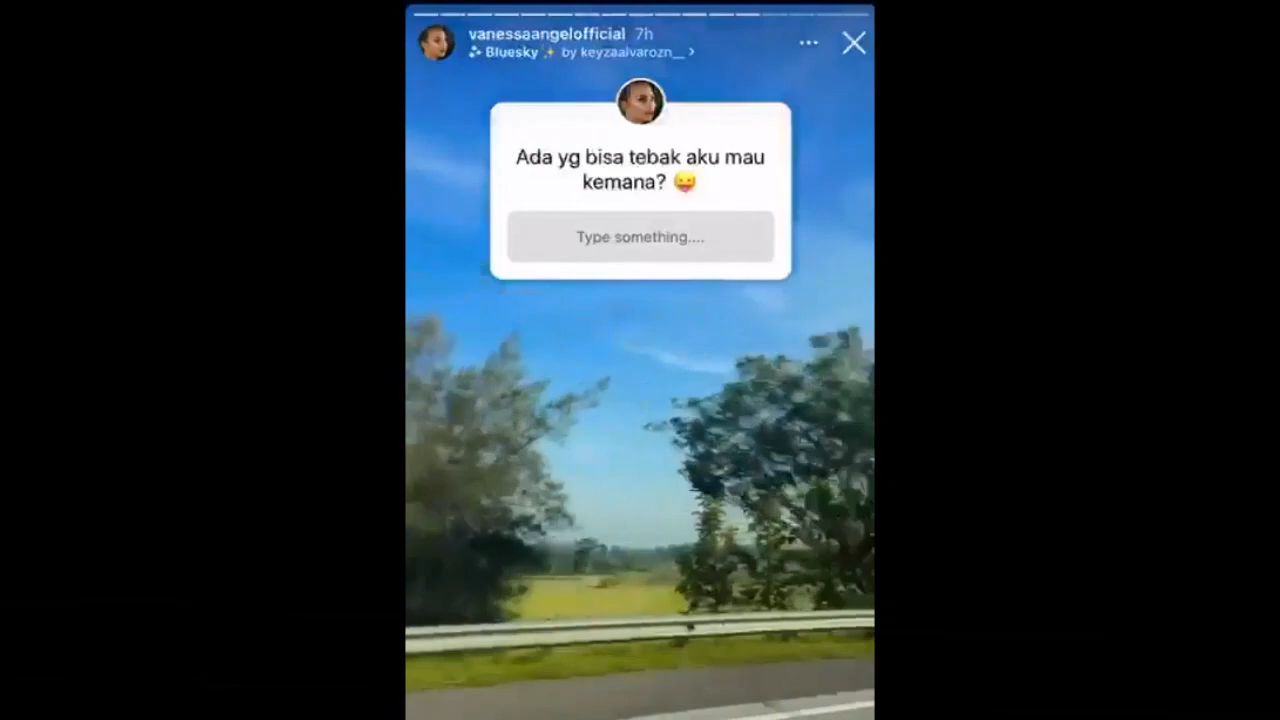 vanessaangelofficial 7h
Bluesky ✨ by keyzaalvarozn__ >
Ada yg bisa tebak aku mau
kemana? 😛
Type something....